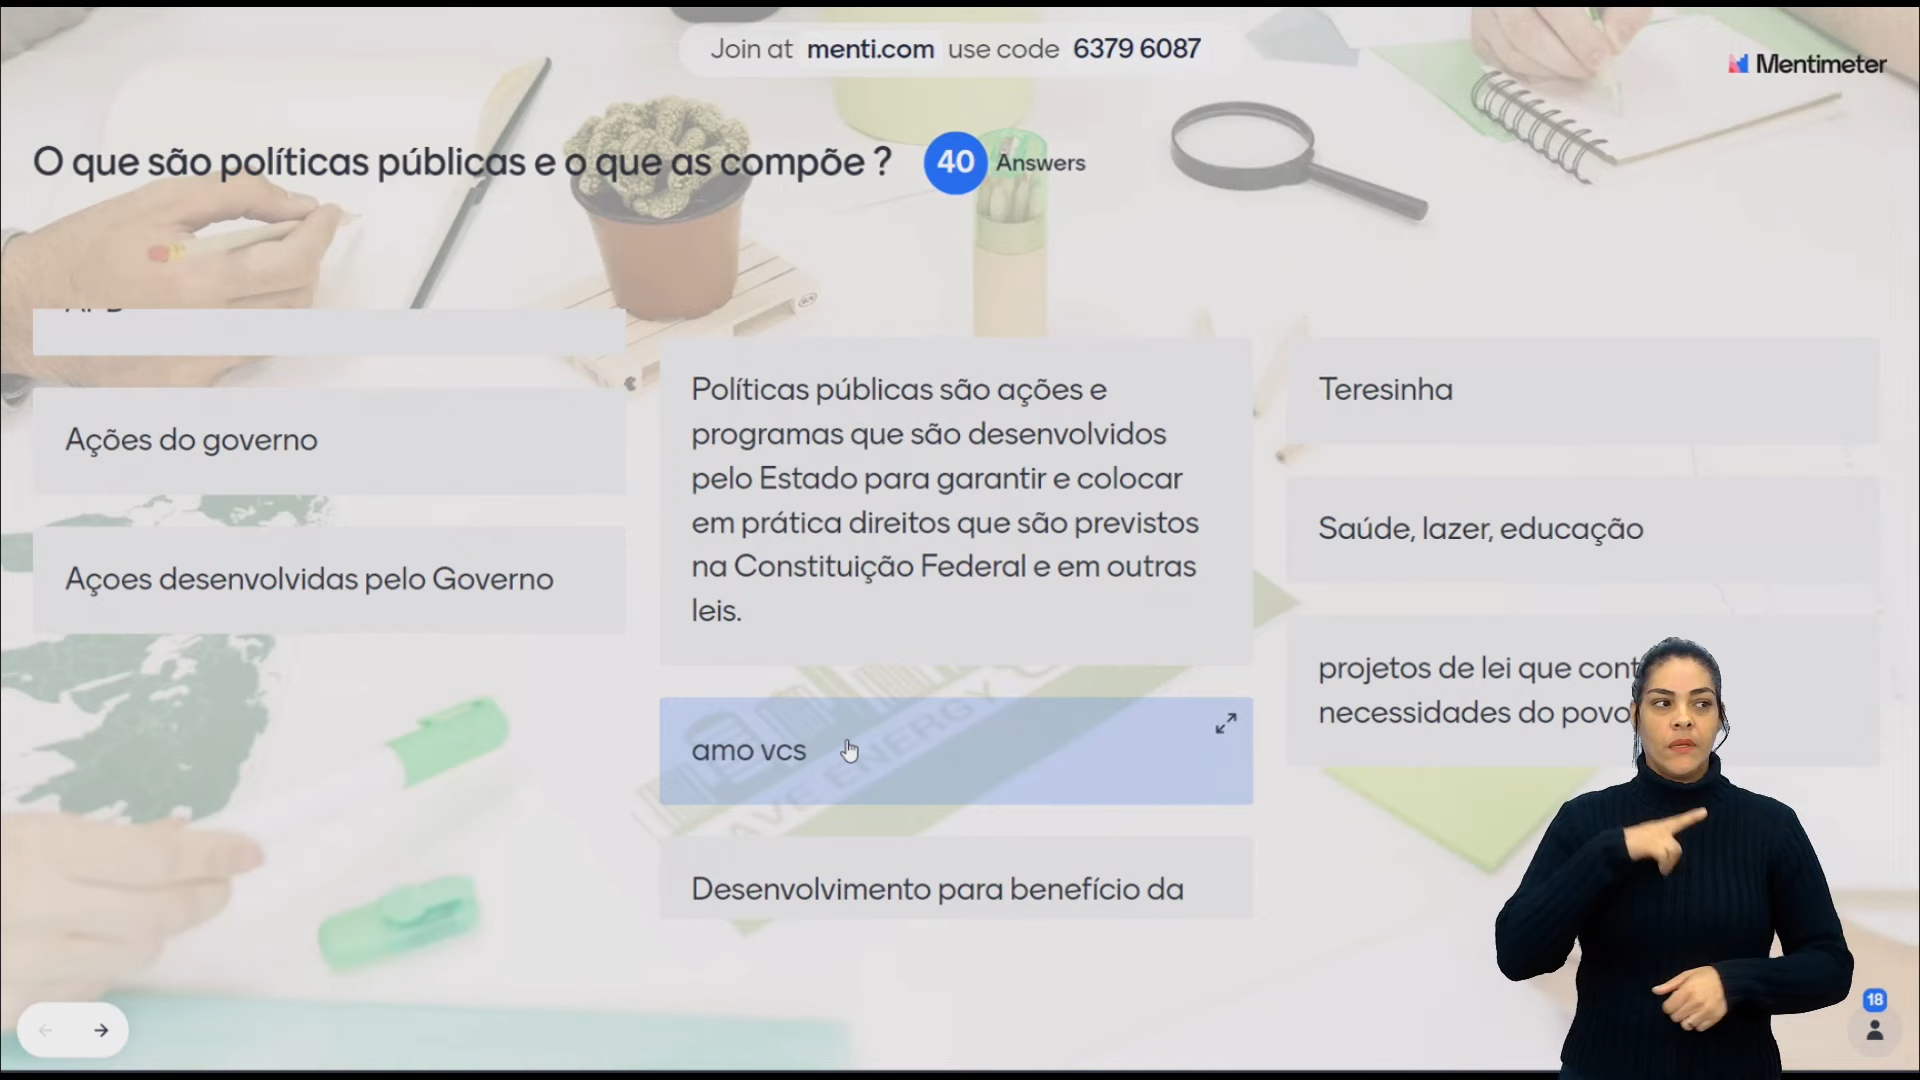 Join at menti.com use code 6379 6087
Mentimeter
O que são políticas públicas e o que as compõe ?
40 Answers
Ações do governo
Açoes desenvolvidas pelo Governo
Políticas públicas são ações e
programas que são desenvolvidos
pelo Estado para garantir e colocar
em prática direitos que são previstos
na Constituição Federal e em outras
leis.
amo vcs
AVE ENERGY
Desenvolvimento para benefício da
Teresinha
Saúde, lazer, educação
projetos de lei que
necessidades do povo
18